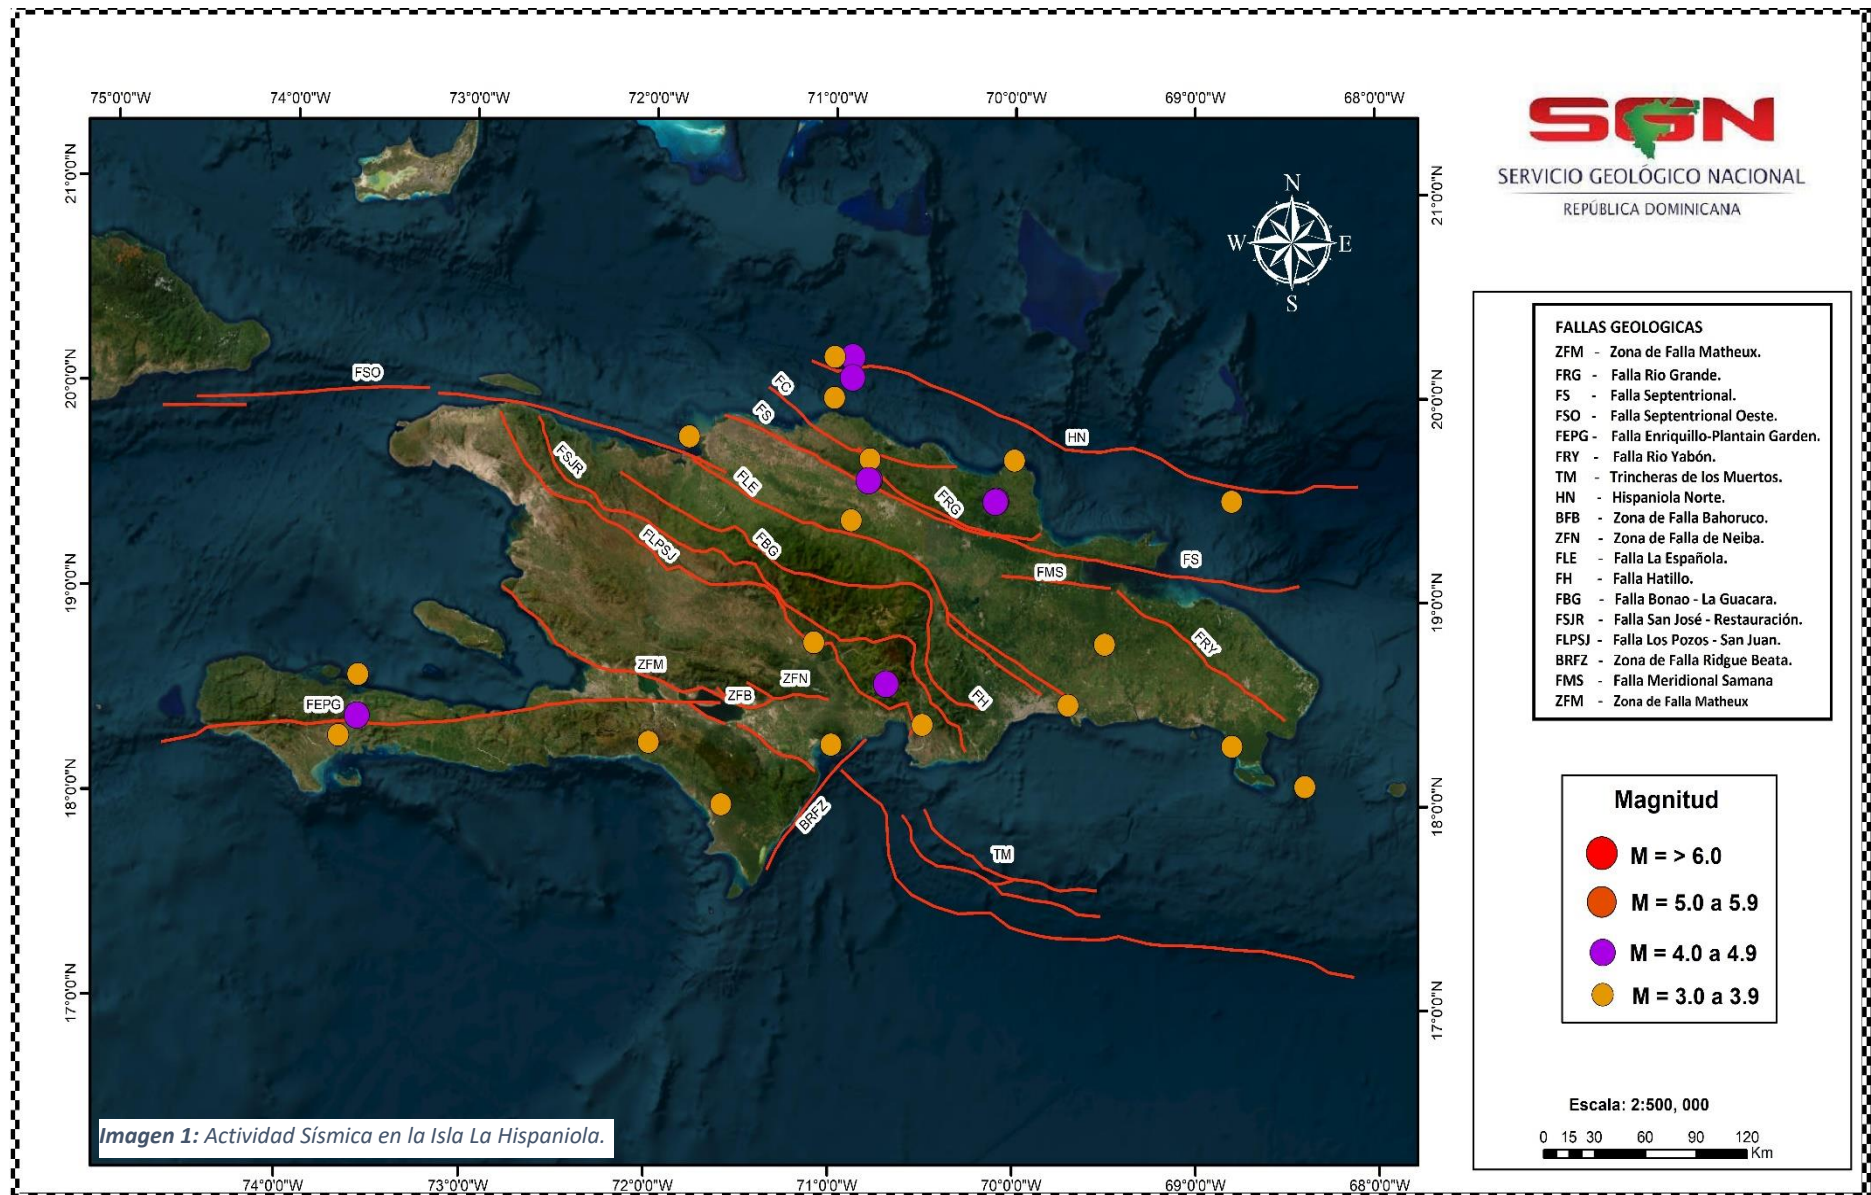 75°0'0"W 74°0'0"W 73°0'0"W 72°0'0"W 71°0'0"W 70°0'0"W 69°0'0"W 68°0'0"W
21°0'0"N
20°0'0"N
19°0'0"N
18°0'0"N
17°0'0"N
N
W E
S
FSO
FC
FS
HN
FSJR
FLE
FRG
FLPSJ
FBG
FS
FMS
FRY
ZFM
ZFN
ZFB
FEPG
FH
BRFZ
TM
21°0'0"N
20°0'0"N
19°0'0"N
18°0'0"N
17°0'0"N
Imagen 1: Actividad Sísmica en la Isla La Hispaniola.
74°0'0"W 73°0'0"W 72°0'0"W 71°0'0"W 70°0'0"W 69°0'0"W 68°0'0"W
SGN
SERVICIO GEOLÓGICO NACIONAL
REPÚBLICA DOMINICANA
FALLAS GEOLOGICAS
ZFM - Zona de Falla Matheux.
FRG - Falla Rio Grande.
FS - Falla Septentrional.
FSO - Falla Septentrional Oeste.
FEPG - Falla Enriquillo-Plantain Garden.
FRY - Falla Rio Yabón.
TM - Trincheras de los Muertos.
HN - Hispaniola Norte.
BFB - Zona de Falla Bahoruco.
ZFN - Zona de Falla de Neiba.
FLE - Falla La Española.
FH - Falla Hatillo.
FBG - Falla Bonao - La Guacara.
FSJR - Falla San José - Restauración.
FLPSJ - Falla Los Pozos - San Juan.
BRFZ - Zona de Falla Ridgue Beata.
FMS - Falla Meridional Samana
ZFM - Zona de Falla Matheux
Magnitud
M = > 6.0
M = 5.0 a 5.9
M = 4.0 a 4.9
M = 3.0 a 3.9
Escala: 2:500, 000
0 15 30 60 90 120
Km